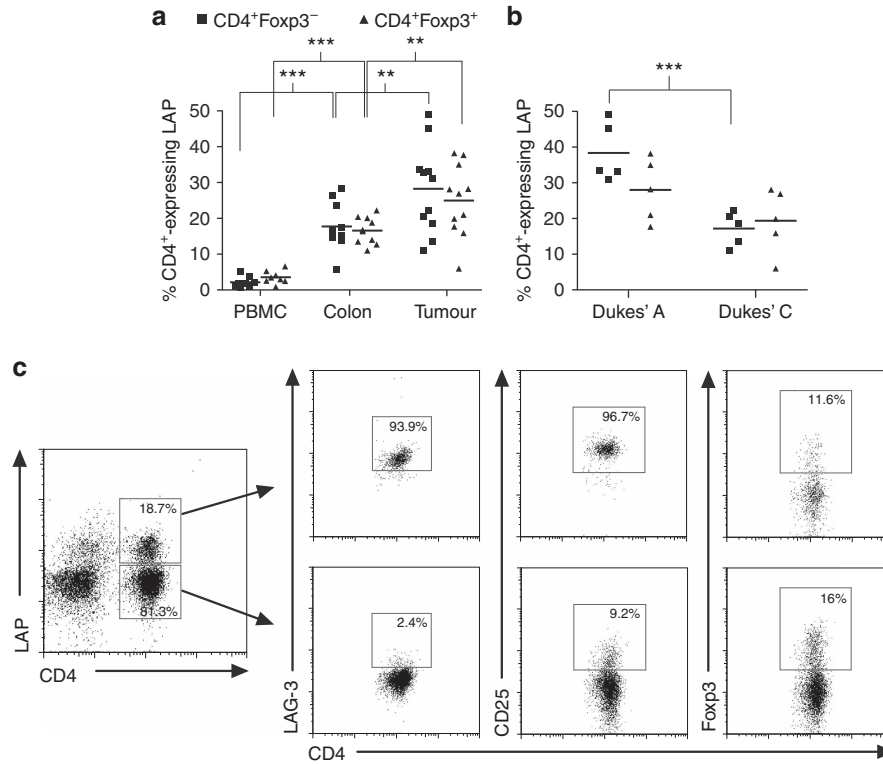 a
■ CD4⁺Foxp3⁻ ▲ CD4⁺Foxp3⁺
*** **
*** **
% CD4⁺-expressing LAP
50
40
30
20
10
0
PBMC Colon Tumour
b
***
% CD4⁺-expressing LAP
50
40
30
20
10
0
Dukes' A Dukes' C
c
LAP
CD4
18.7%
81.3%
93.9%
96.7%
11.6%
2.4%
9.2%
16%
LAG-3
CD25
Foxp3
CD4